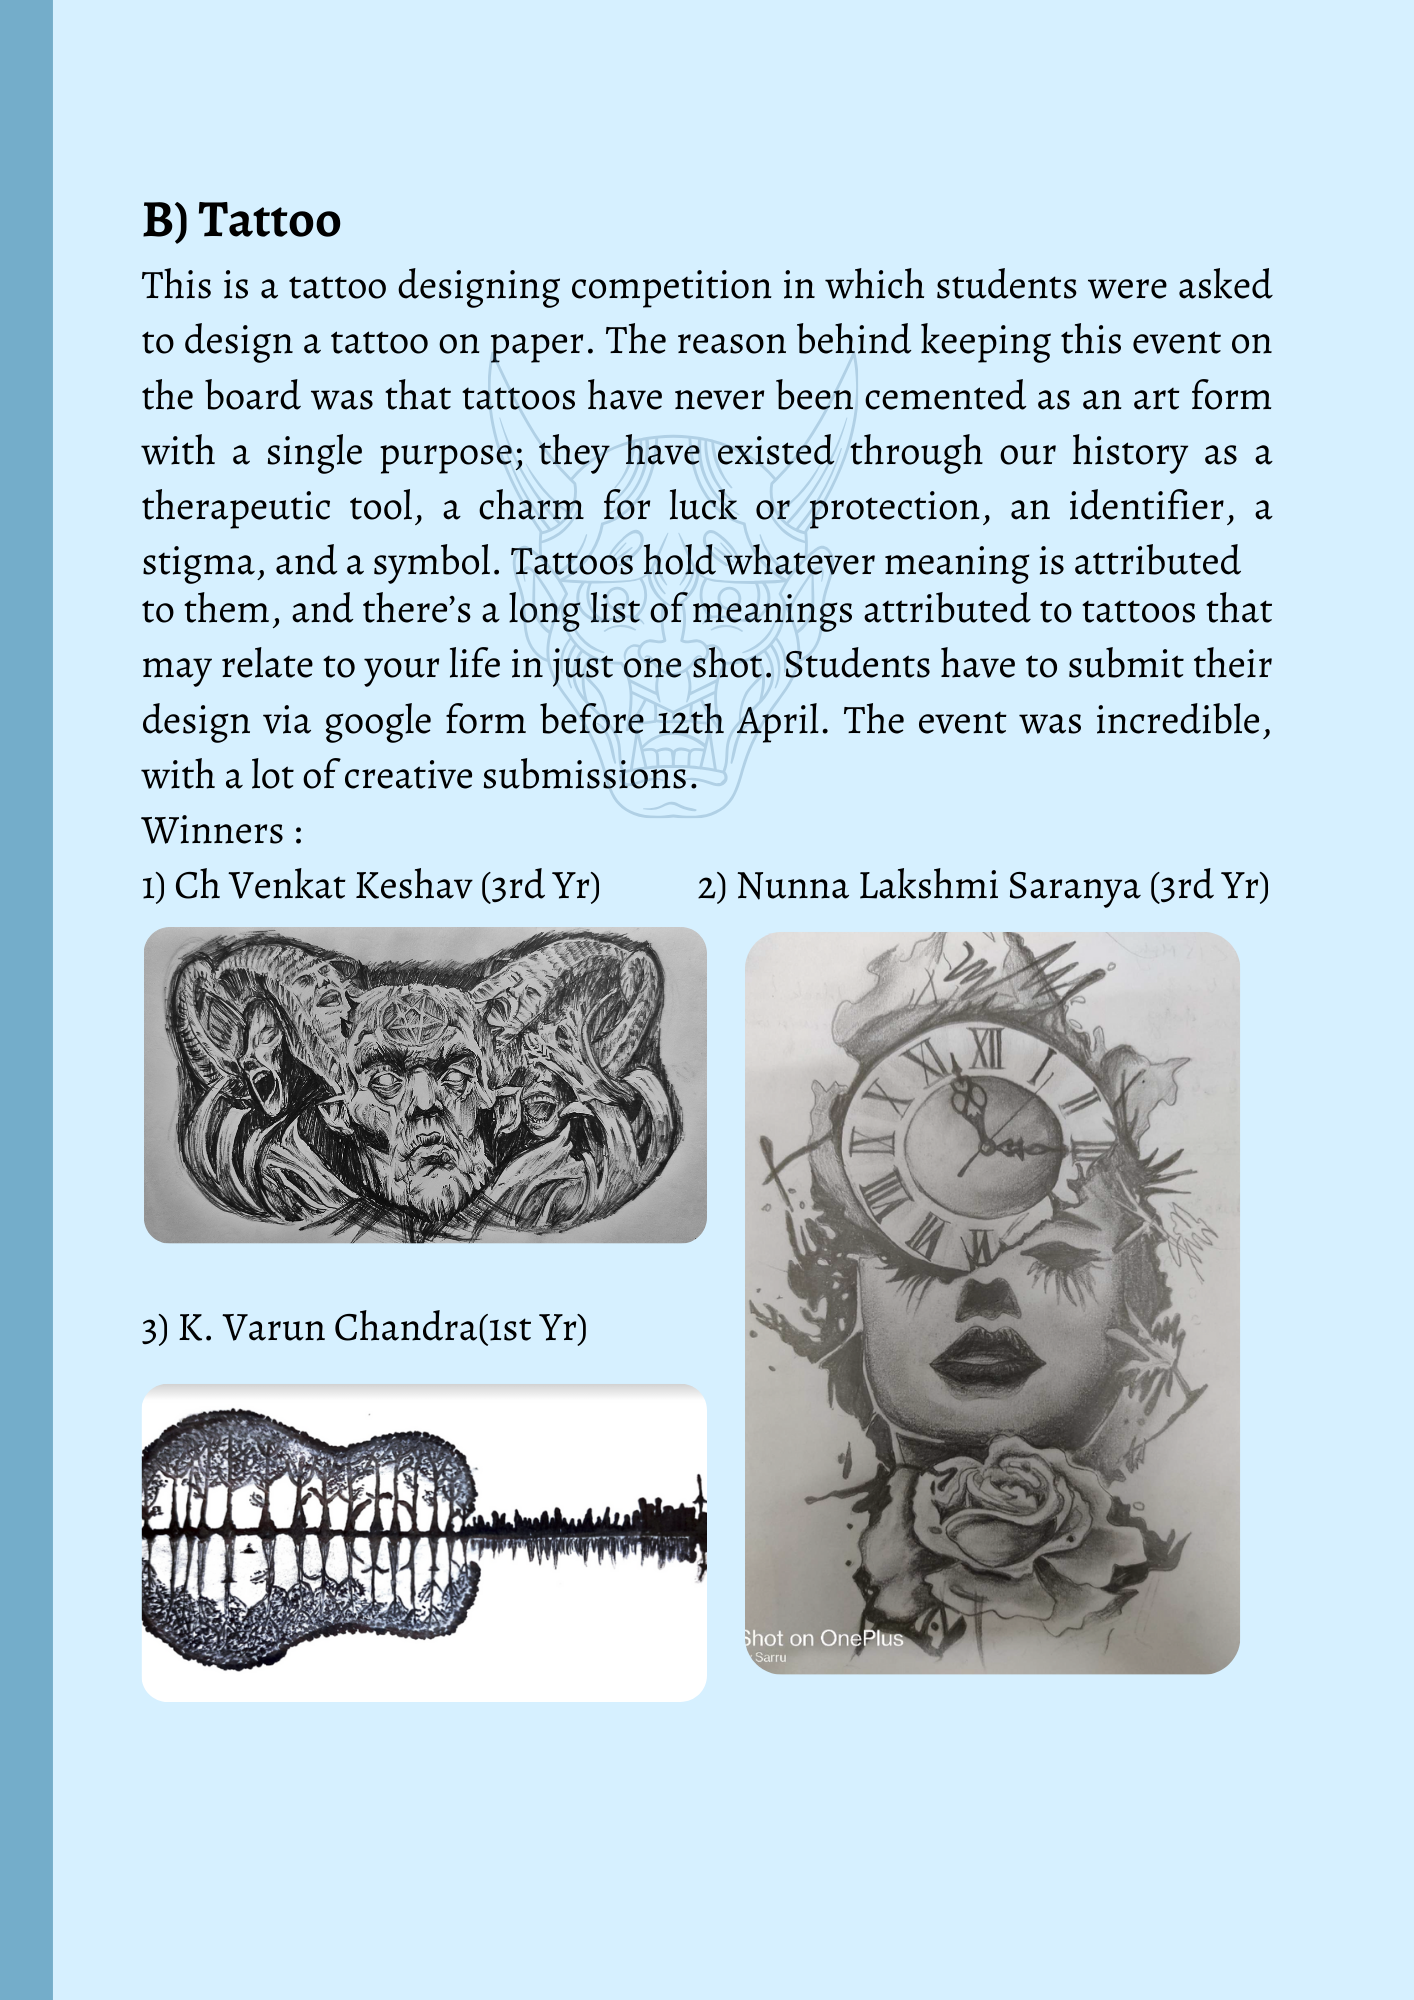 B) Tattoo
This is a tattoo designing competition in which students were asked
to design a tattoo on paper. The reason behind keeping this event on
the board was that tattoos have never been cemented as an art form
with a single purpose; they have existed through our history as a
therapeutic tool, a charm for luck or protection, an identifier, a
stigma, and a symbol. Tattoos hold whatever meaning is attributed
to them, and there’s a long list of meanings attributed to tattoos that
may relate to your life in just one shot. Students have to submit their
design via google form before 12th April. The event was incredible,
with a lot of creative submissions.
Winners :
1) Ch Venkat Keshav (3rd Yr)
2) Nunna Lakshmi Saranya (3rd Yr)
XII
I
II
III
VIII
IX
X
XI
3) K. Varun Chandra(1st Yr)
Shot on OnePlus
Sarru